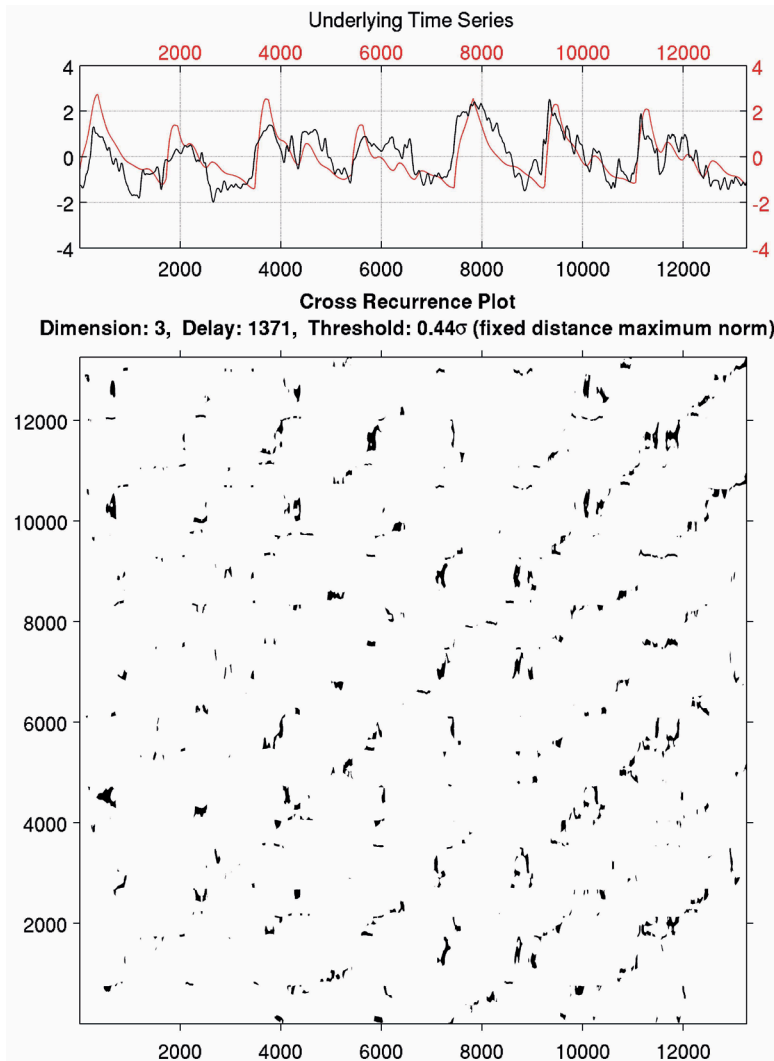 Underlying Time Series
2000 4000 6000 8000 10000 12000
4 4
2 2
0 0
-2 -2
-4 -4
2000 4000 6000 8000 10000 12000
Cross Recurrence Plot
Dimension: 3, Delay: 1371, Threshold: 0.44σ (fixed distance maximum norm)
12000
10000
8000
6000
4000
2000
2000 4000 6000 8000 10000 12000